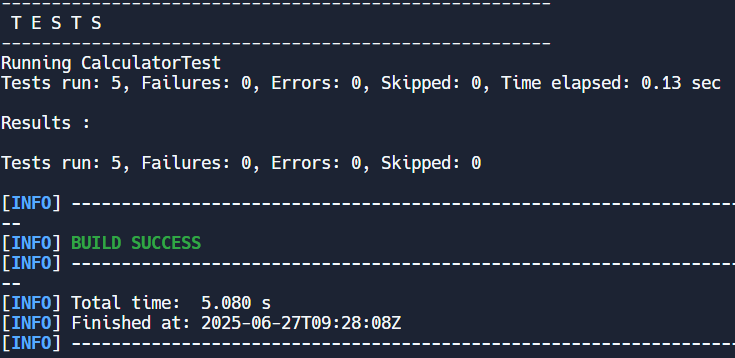 -------------------------------------------------------
 T E S T S
-------------------------------------------------------
Running CalculatorTest
Tests run: 5, Failures: 0, Errors: 0, Skipped: 0, Time elapsed: 0.13 sec

Results :

Tests run: 5, Failures: 0, Errors: 0, Skipped: 0

[INFO] ------------------------------------------------------------------
--
[INFO] BUILD SUCCESS
[INFO] ------------------------------------------------------------------
--
[INFO] Total time:  5.080 s
[INFO] Finished at: 2025-06-27T09:28:08Z
[INFO] ------------------------------------------------------------------